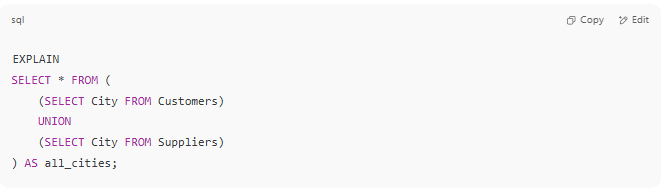 sql Copy Edit
EXPLAIN
SELECT * FROM (
(SELECT City FROM Customers)
UNION
(SELECT City FROM Suppliers)
) AS all_cities;